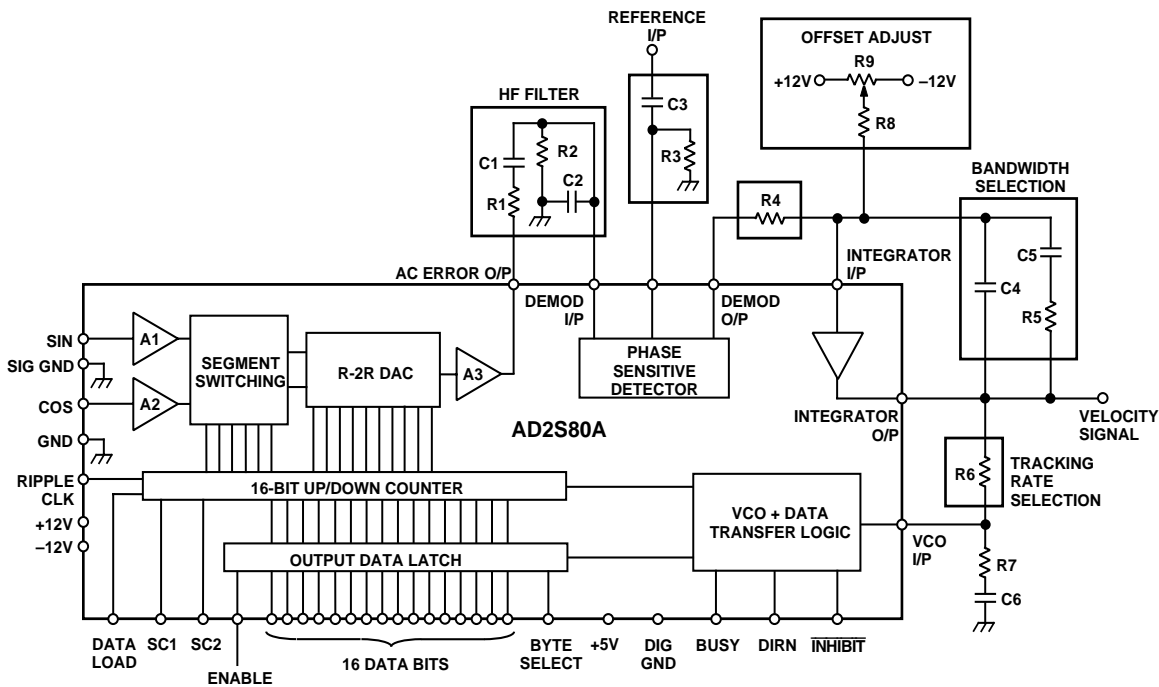 REFERENCE
I/P
OFFSET ADJUST
R9
+12V
–12V
R8
HF FILTER
C1
R2
C2
R1
C3
R3
R4
BANDWIDTH
SELECTION
C5
C4
R5
AC ERROR O/P
DEMOD
I/P
DEMOD
O/P
INTEGRATOR
I/P
SIN
SIG GND
COS
GND
RIPPLE
CLK
+12V
–12V
A1
A2
SEGMENT
SWITCHING
R-2R DAC
A3
PHASE
SENSITIVE
DETECTOR
AD2S80A
INTEGRATOR
O/P
VELOCITY
SIGNAL
R6
TRACKING
RATE
SELECTION
16-BIT UP/DOWN COUNTER
VCO + DATA
TRANSFER LOGIC
OUTPUT DATA LATCH
VCO
I/P
R7
C6
DATA
LOAD
SC1
SC2
ENABLE
16 DATA BITS
BYTE
SELECT
+5V
DIG
GND
BUSY
DIRN
INHIBIT